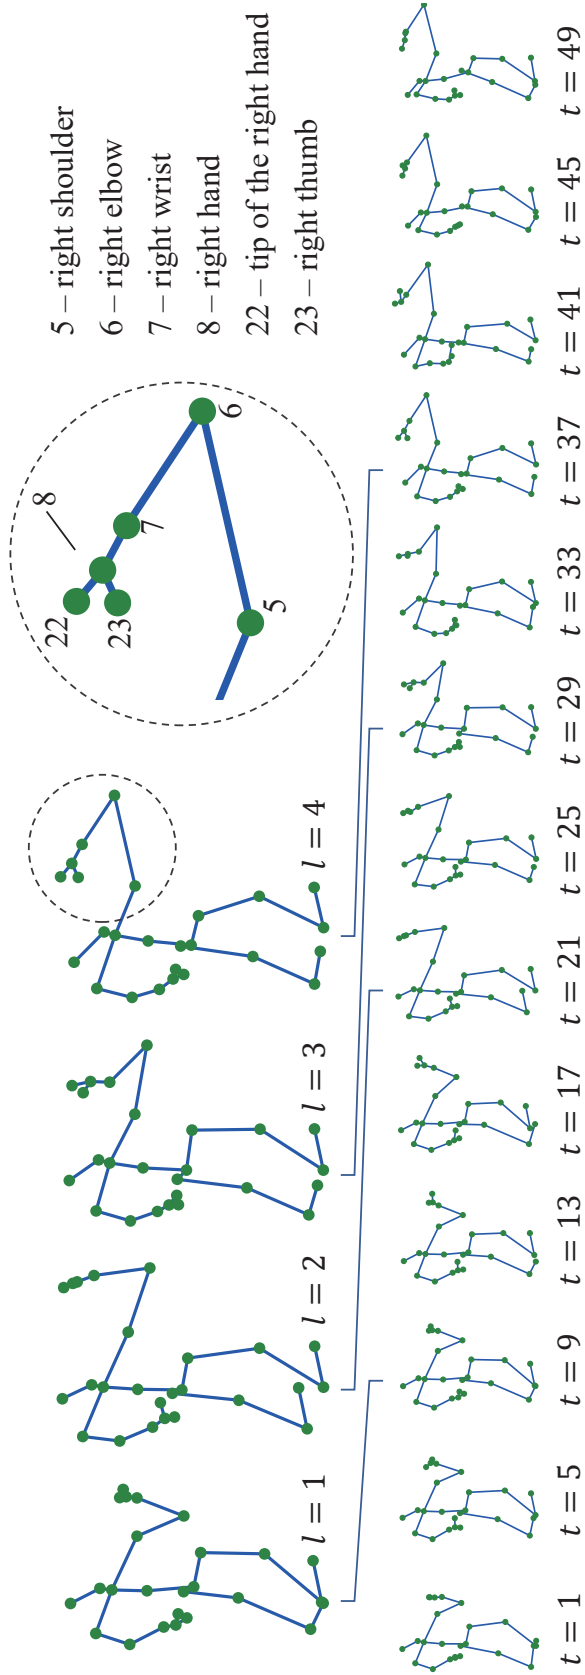 5 – right shoulder
6 – right elbow
7 – right wrist
8 – right hand
22 – tip of the right hand
23 – right thumb
22
23
8
7
6
5
l = 1
l = 2
l = 3
l = 4
t = 1
t = 5
t = 9
t = 13
t = 17
t = 21
t = 25
t = 29
t = 33
t = 37
t = 41
t = 45
t = 49